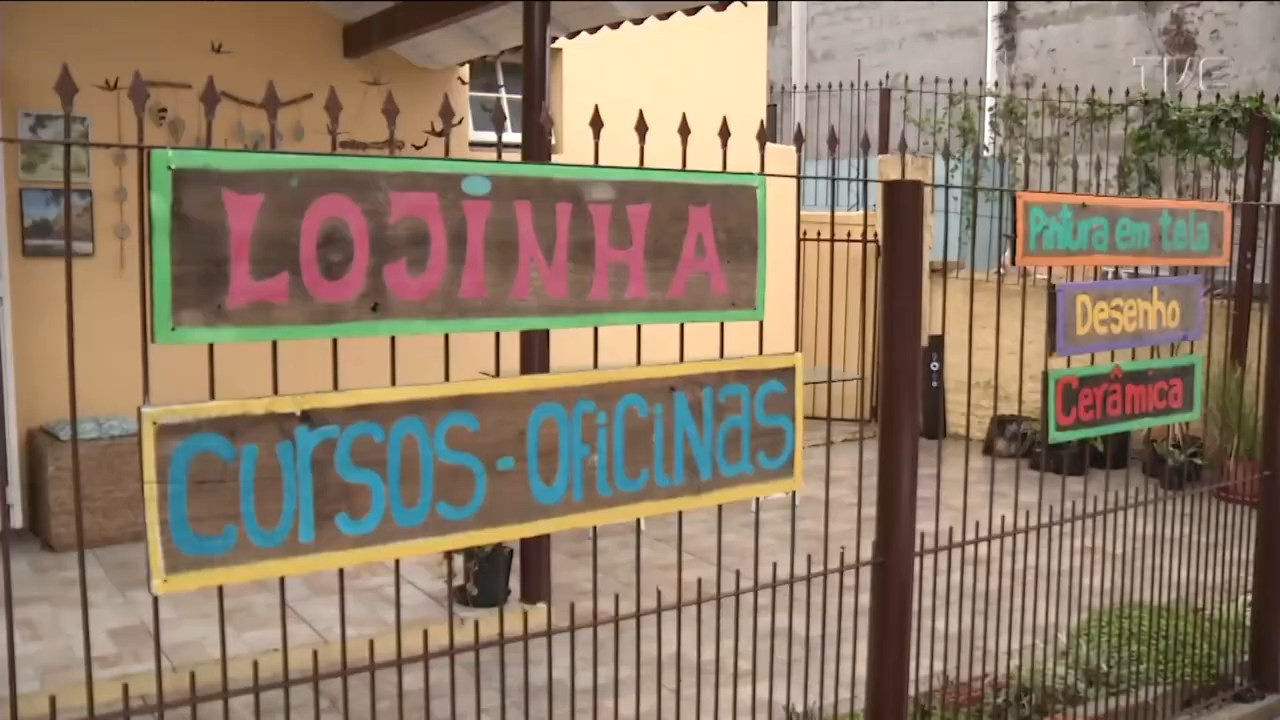 LOJINHA
CURSOS - OFICINAS
Pintura em tela
Desenho
Cerâmica
TVE